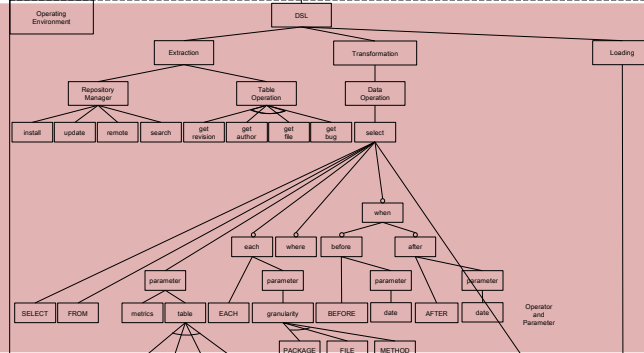 Operating
Environment
DSL
Extraction
Transformation
Loading
Repository
Manager
Table
Operation
Data
Operation
install
update
remote
search
get
revision
get
author
get
file
get
bug
select
when
each
where
before
after
parameter
parameter
parameter
parameter
SELECT
FROM
metrics
table
EACH
granularity
BEFORE
date
AFTER
date
Operator
and
Parameter
PACKAGE
FILE
METHOD